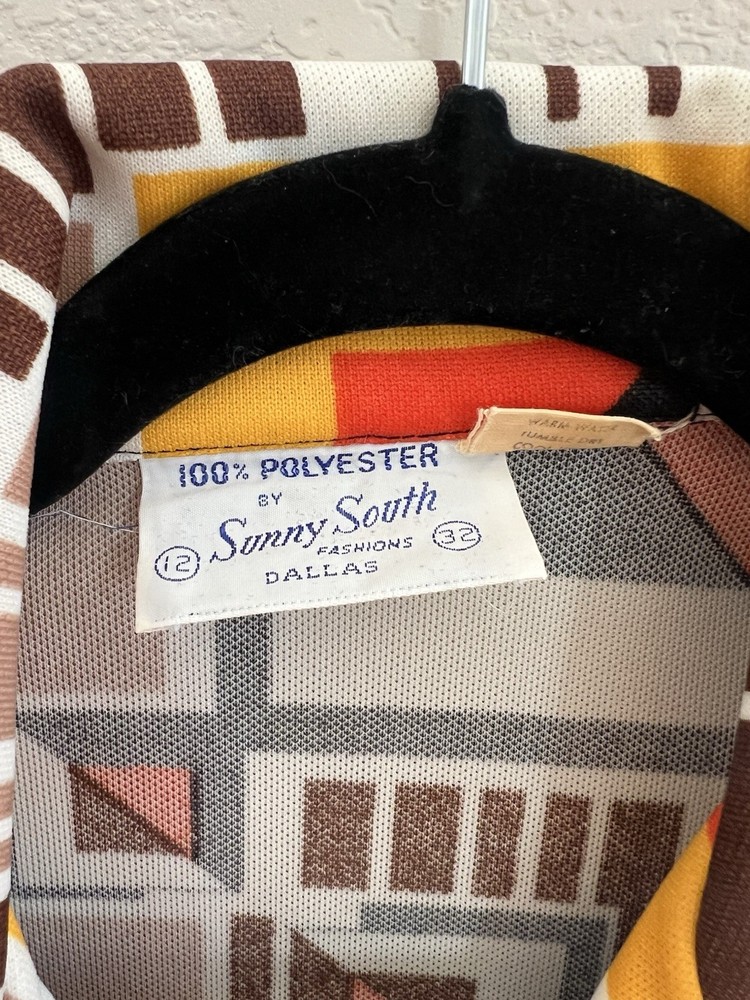 100% POLYESTER
BY
Sunny South
12 FASHIONS 32
DALLAS
WARM WATER
TUMBLE DRY